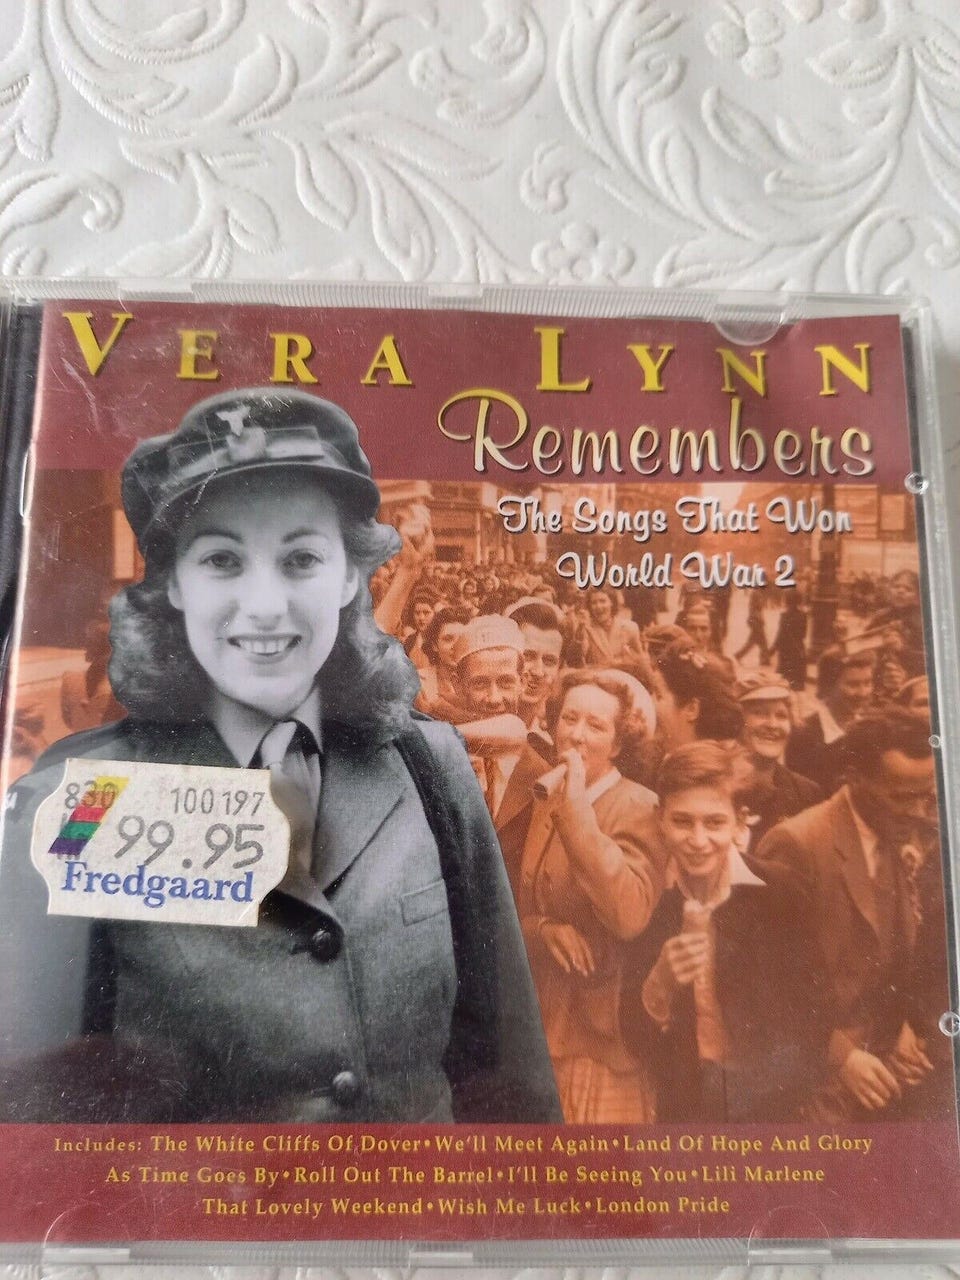 VERA LYNN
Remembers
The Songs That Won
World War 2
830 100197
99.95
Fredgaard
Includes: The White Cliffs Of Dover • We'll Meet Again • Land Of Hope And Glory
As Time Goes By • Roll Out The Barrel • I'll Be Seeing You • Lili Marlene
That Lovely Weekend • Wish Me Luck • London Pride